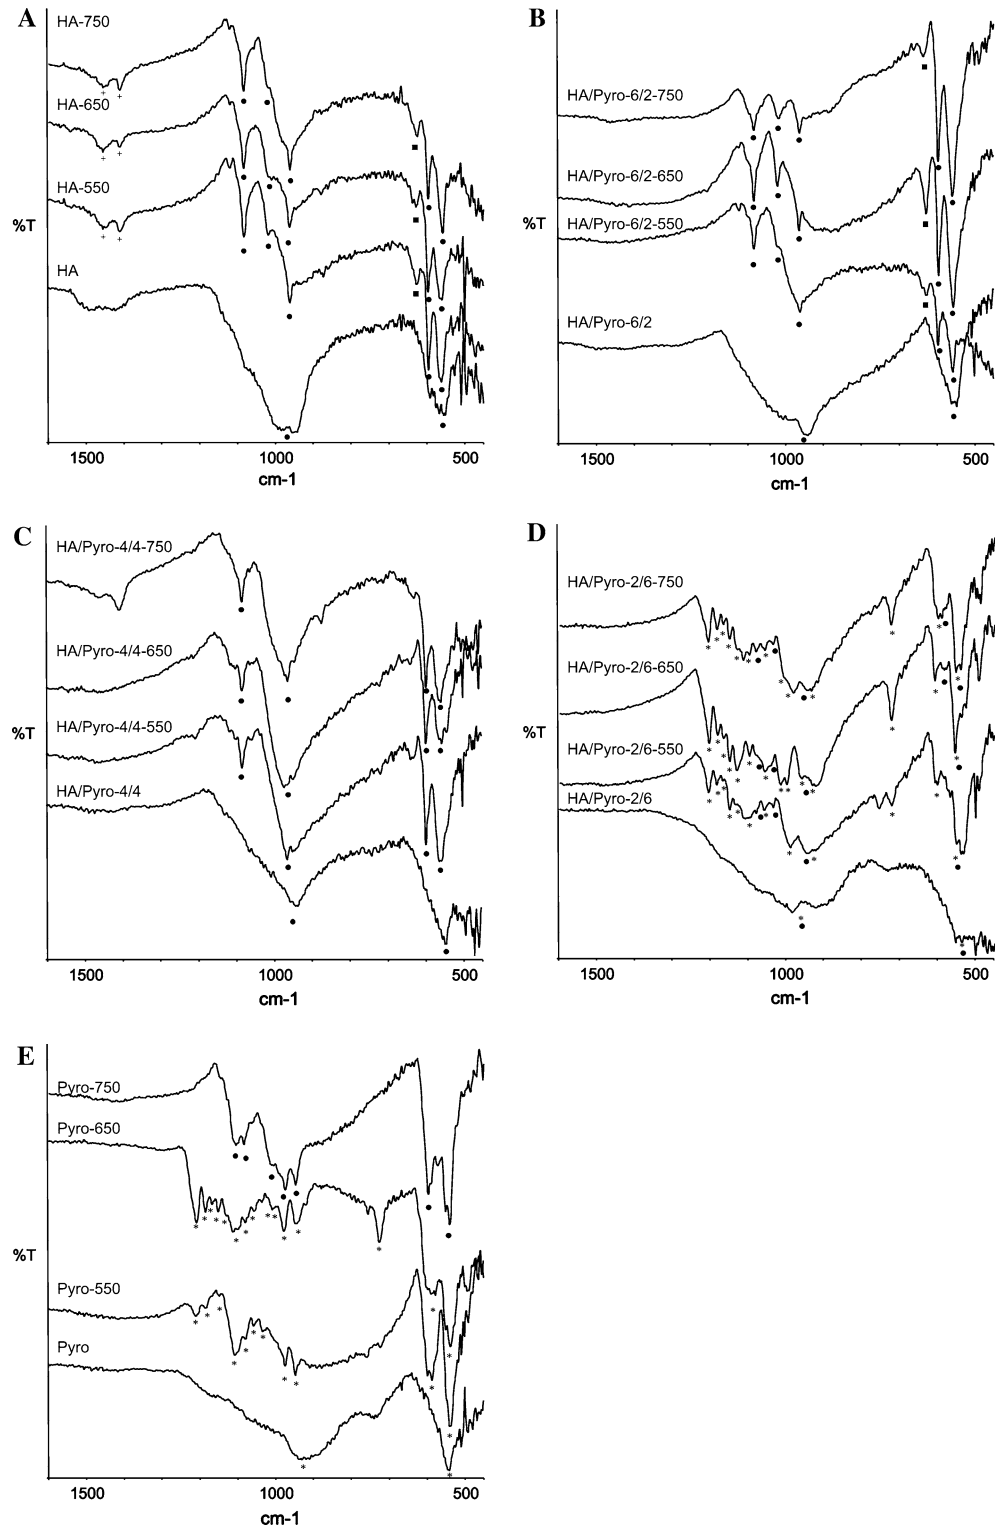 A
HA-750
HA-650
HA-550
HA
%T
1500
1000
500
cm-1
B
HA/Pyro-6/2-750
HA/Pyro-6/2-650
HA/Pyro-6/2-550
HA/Pyro-6/2
%T
1500
1000
500
cm-1
C
HA/Pyro-4/4-750
HA/Pyro-4/4-650
HA/Pyro-4/4-550
HA/Pyro-4/4
%T
1500
1000
500
cm-1
D
HA/Pyro-2/6-750
HA/Pyro-2/6-650
HA/Pyro-2/6-550
HA/Pyro-2/6
%T
1500
1000
500
cm-1
E
Pyro-750
Pyro-650
Pyro-550
Pyro
%T
1500
1000
500
cm-1